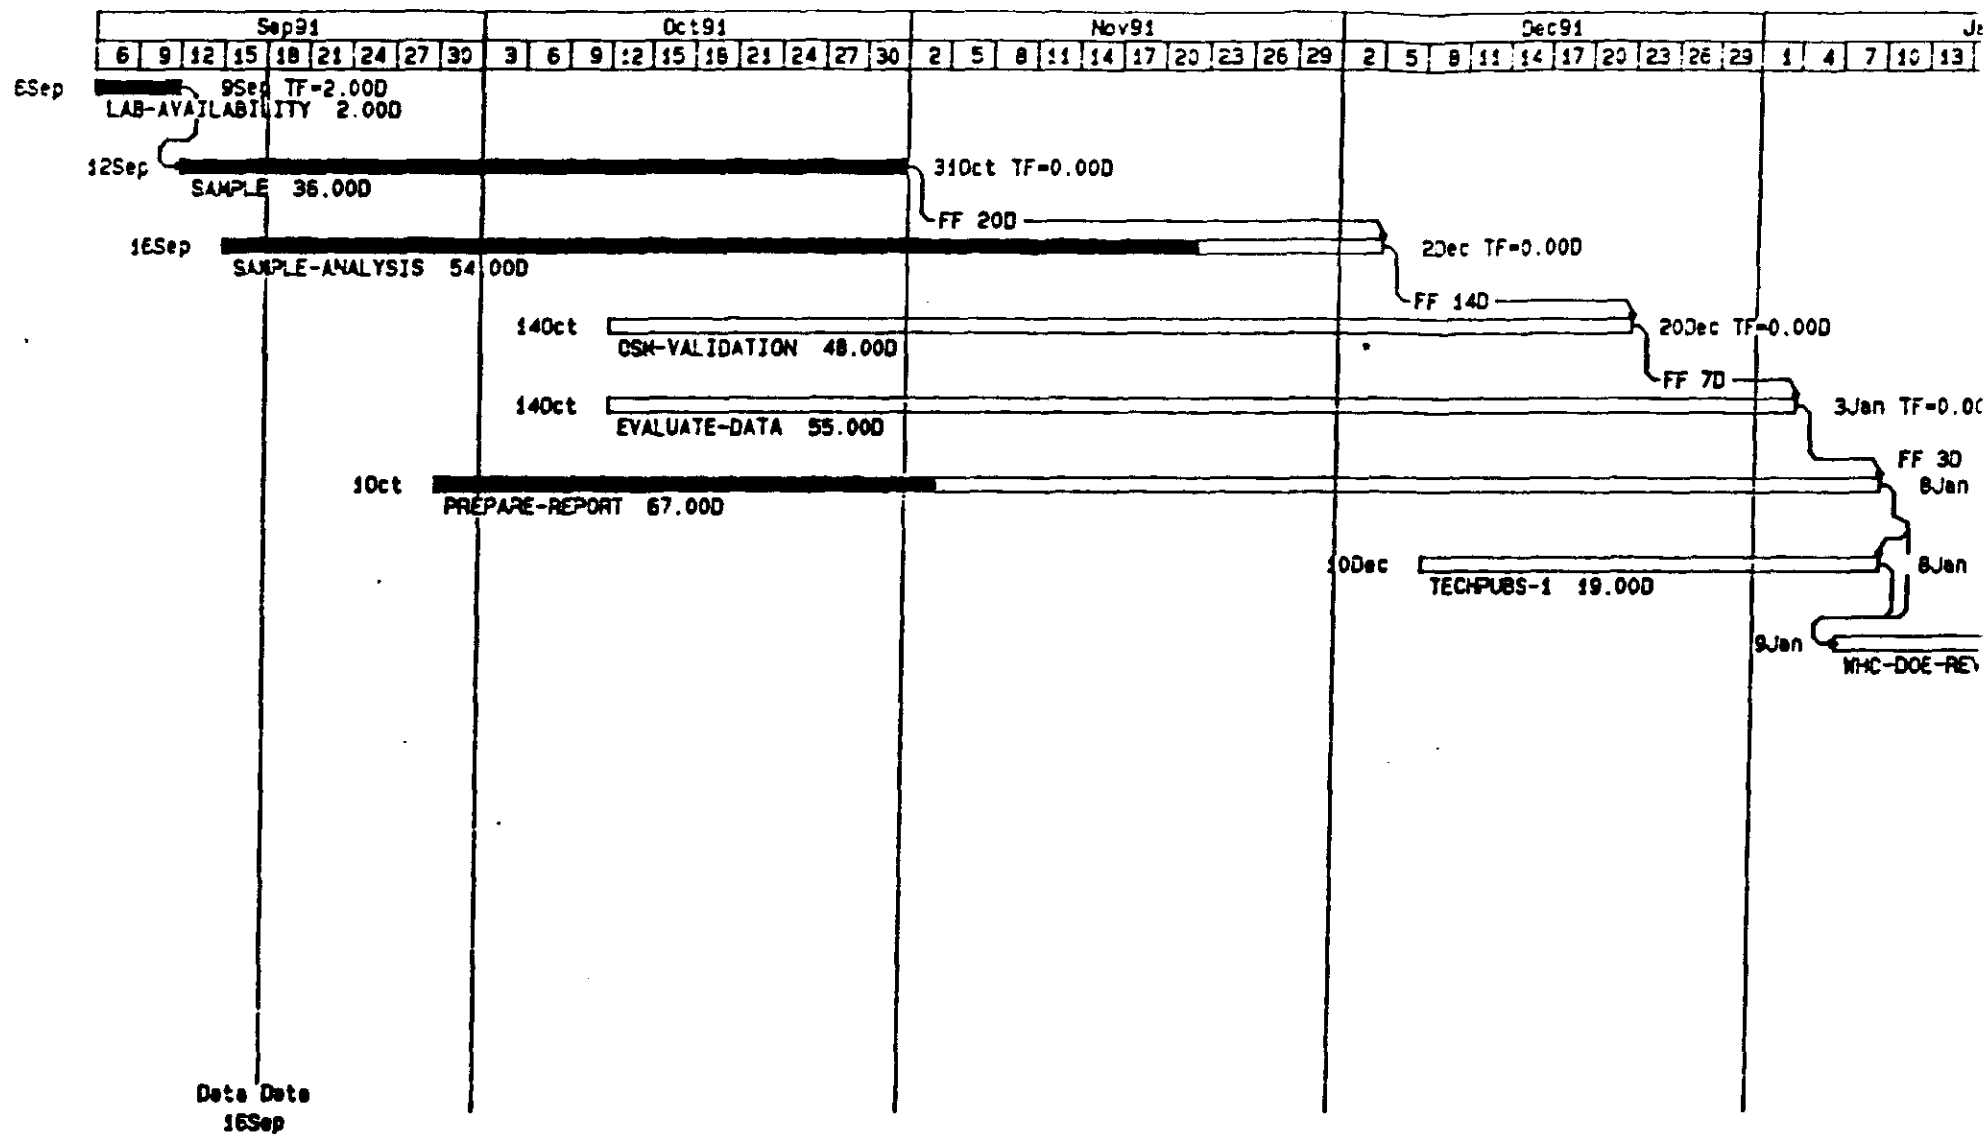 Sep91 Oct91 Nov91 Dec91
6 9 12 15 18 21 24 27 30 3 6 9 12 15 18 21 24 27 30 2 5 8 11 14 17 20 23 26 29 2 5 8 11 14 17 20 23 26 29 1 4 7 10 13
6Sep 9Sep TF=2.00D
LAB-AVAILABILITY 2.00D
12Sep 31Oct TF=0.00D
SAMPLE 36.00D
FF 20D
16Sep 2Dec TF=0.00D
SAMPLE-ANALYSIS 54.00D
FF 14D
14Oct 20Dec TF=0.00D
OSM-VALIDATION 48.00D
FF 7D
14Oct 3Jan TF=0.00
EVALUATE-DATA 55.00D
FF 3D
1Oct 8Jan
PREPARE-REPORT 67.00D
10Dec 8Jan
TECHPUBS-1 19.00D
9Jan
WHC-DOE-REV
Data Date
16Sep